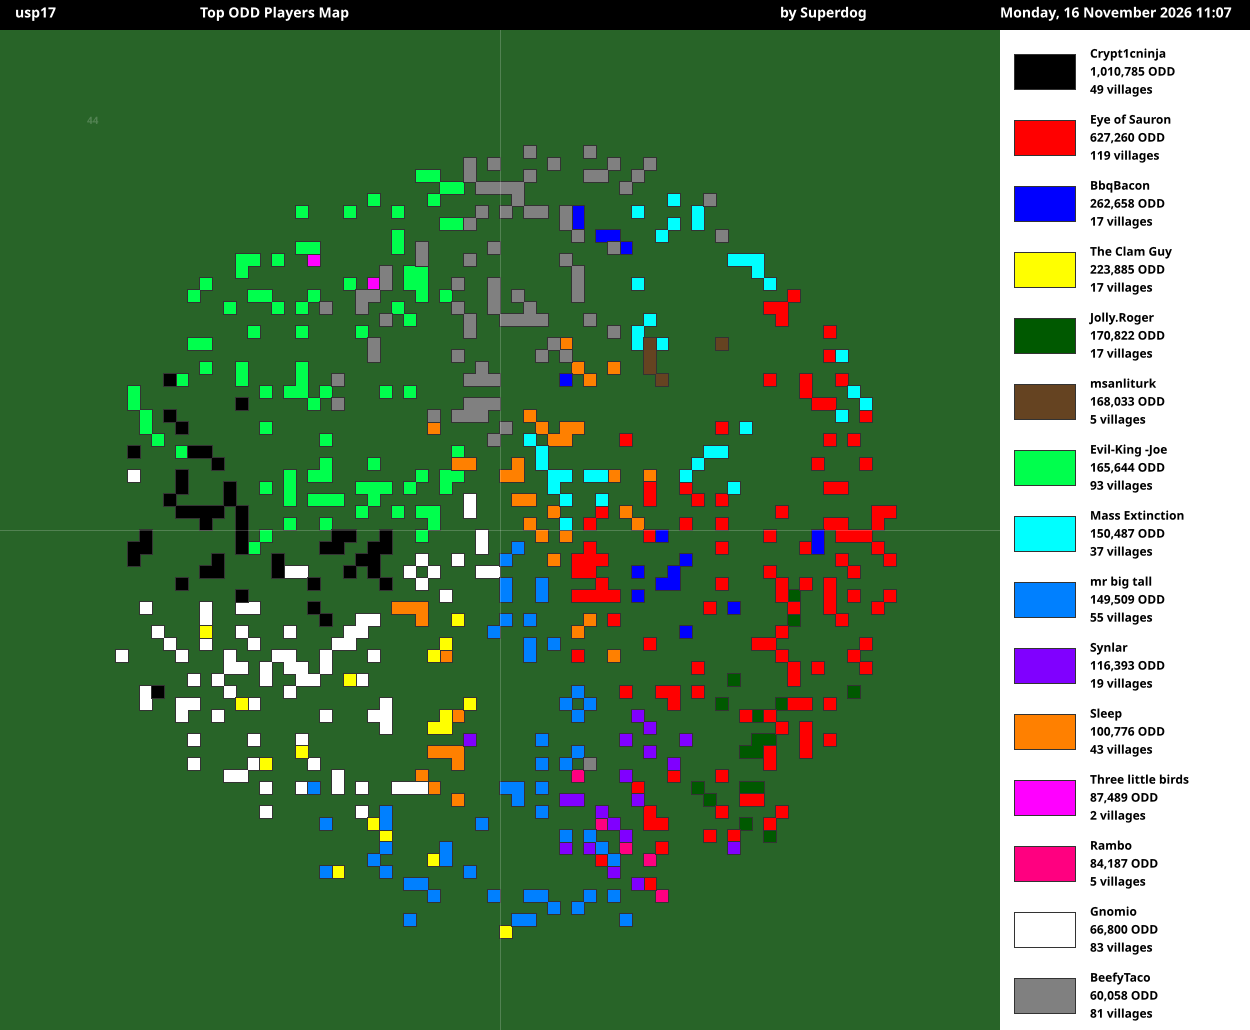 usp17
Top ODD Players Map
by Superdog
Monday, 16 November 2026 11:07
44
Crypt1cninja
1,010,785 ODD
49 villages
Eye of Sauron
627,260 ODD
119 villages
BbqBacon
262,658 ODD
17 villages
The Clam Guy
223,885 ODD
17 villages
Jolly.Roger
170,822 ODD
17 villages
msanliturk
168,033 ODD
5 villages
Evil-King -Joe
165,644 ODD
93 villages
Mass Extinction
150,487 ODD
37 villages
mr big tall
149,509 ODD
55 villages
Synlar
116,393 ODD
19 villages
Sleep
100,776 ODD
43 villages
Three little birds
87,489 ODD
2 villages
Rambo
84,187 ODD
5 villages
Gnomio
66,800 ODD
83 villages
BeefyTaco
60,058 ODD
81 villages